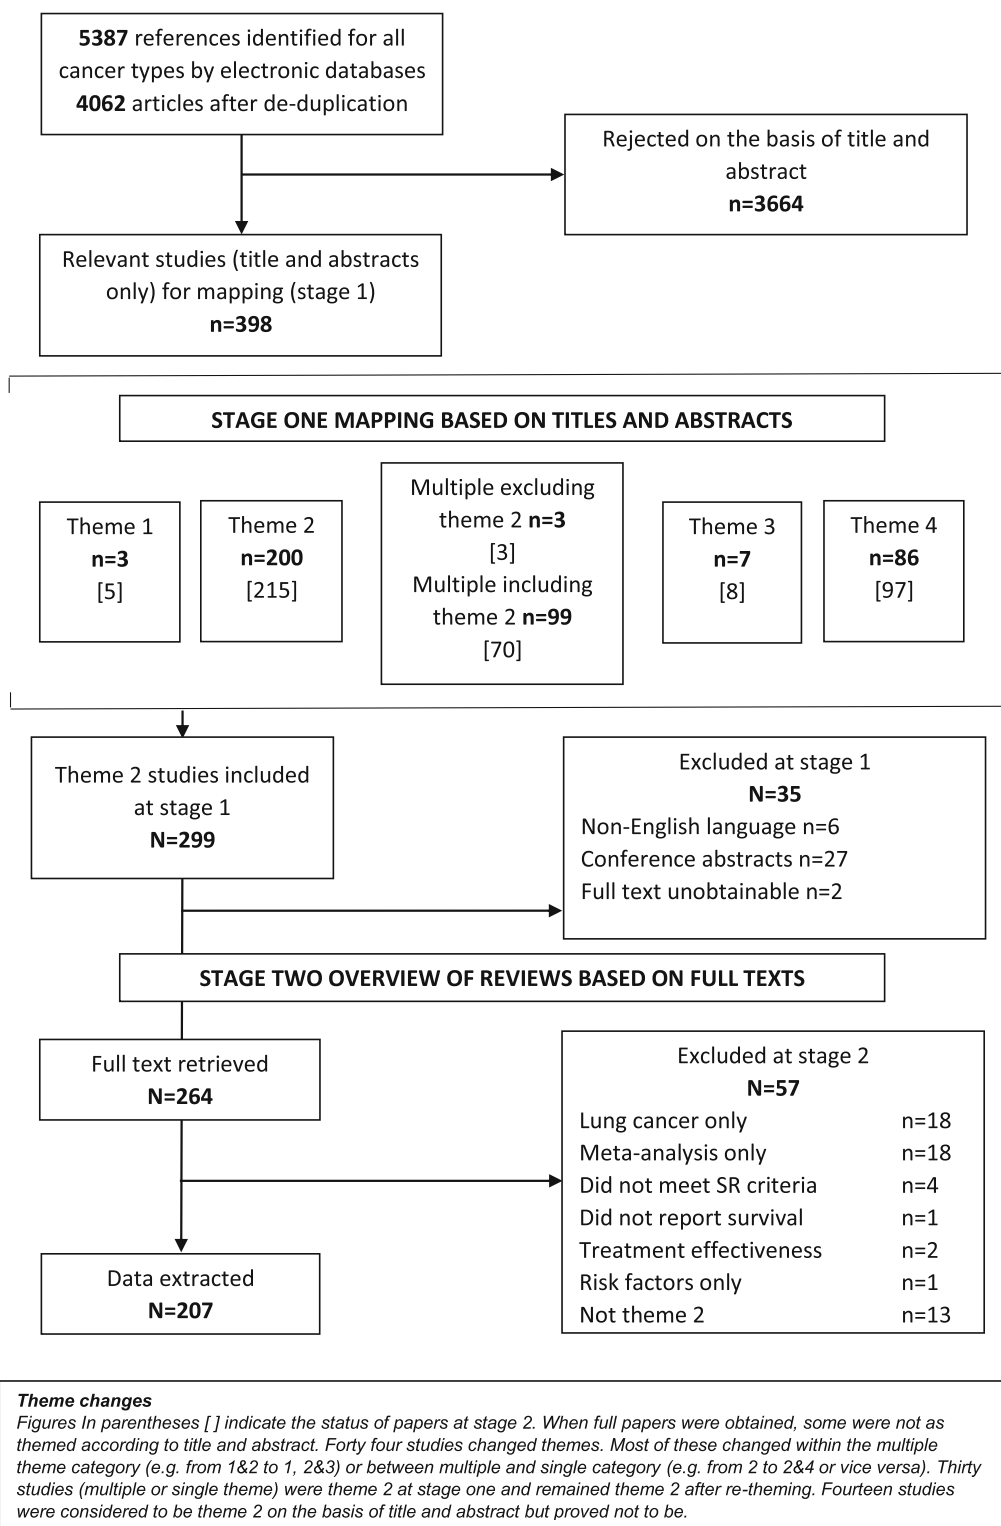 5387 references identified for all
cancer types by electronic databases
4062 articles after de-duplication
Rejected on the basis of title and
abstract
n=3664
Relevant studies (title and abstracts
only) for mapping (stage 1)
n=398
STAGE ONE MAPPING BASED ON TITLES AND ABSTRACTS
Theme 1
n=3
[5]
Theme 2
n=200
[215]
Multiple excluding
theme 2 n=3
[3]
Multiple including
theme 2 n=99
[70]
Theme 3
n=7
[8]
Theme 4
n=86
[97]
Theme 2 studies included
at stage 1
N=299
Excluded at stage 1
N=35
Non-English language n=6
Conference abstracts n=27
Full text unobtainable n=2
STAGE TWO OVERVIEW OF REVIEWS BASED ON FULL TEXTS
Full text retrieved
N=264
Excluded at stage 2
N=57
Lung cancer only n=18
Meta-analysis only n=18
Did not meet SR criteria n=4
Did not report survival n=1
Treatment effectiveness n=2
Risk factors only n=1
Not theme 2 n=13
Data extracted
N=207
Theme changes
Figures In parentheses [ ] indicate the status of papers at stage 2. When full papers were obtained, some were not as
themed according to title and abstract. Forty four studies changed themes. Most of these changed within the multiple
theme category (e.g. from 1&2 to 1, 2&3) or between multiple and single category (e.g. from 2 to 2&4 or vice versa). Thirty
studies (multiple or single theme) were theme 2 at stage one and remained theme 2 after re-theming. Fourteen studies
were considered to be theme 2 on the basis of title and abstract but proved not to be.